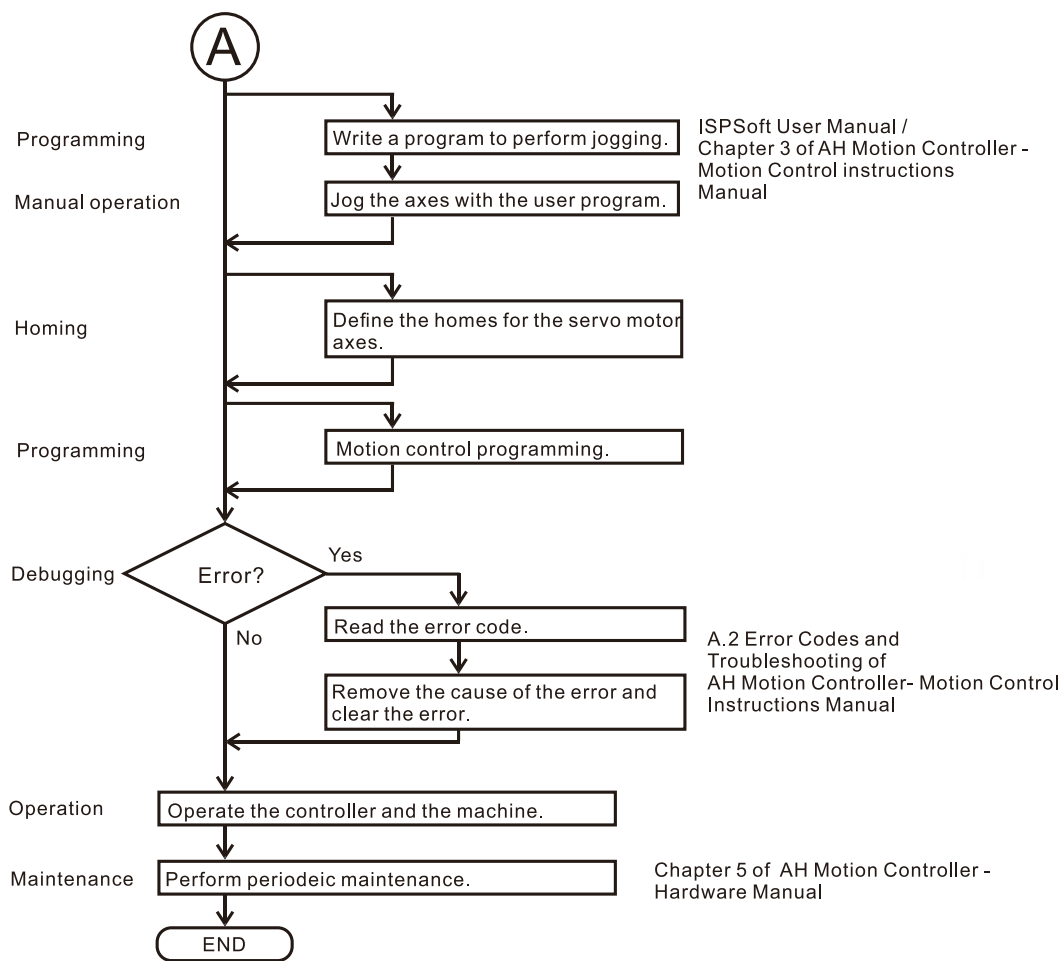 A
Programming
Write a program to perform jogging.
ISPSoft User Manual /
Chapter 3 of AH Motion Controller -
Motion Control instructions
Manual
Manual operation
Jog the axes with the user program.
Homing
Define the homes for the servo motor
axes.
Programming
Motion control programming.
Debugging
Error?
Yes
No
Read the error code.
Remove the cause of the error and
clear the error.
A.2 Error Codes and
Troubleshooting of
AH Motion Controller- Motion Control
Instructions Manual
Operation
Operate the controller and the machine.
Maintenance
Perform periodeic maintenance.
Chapter 5 of AH Motion Controller -
Hardware Manual
END